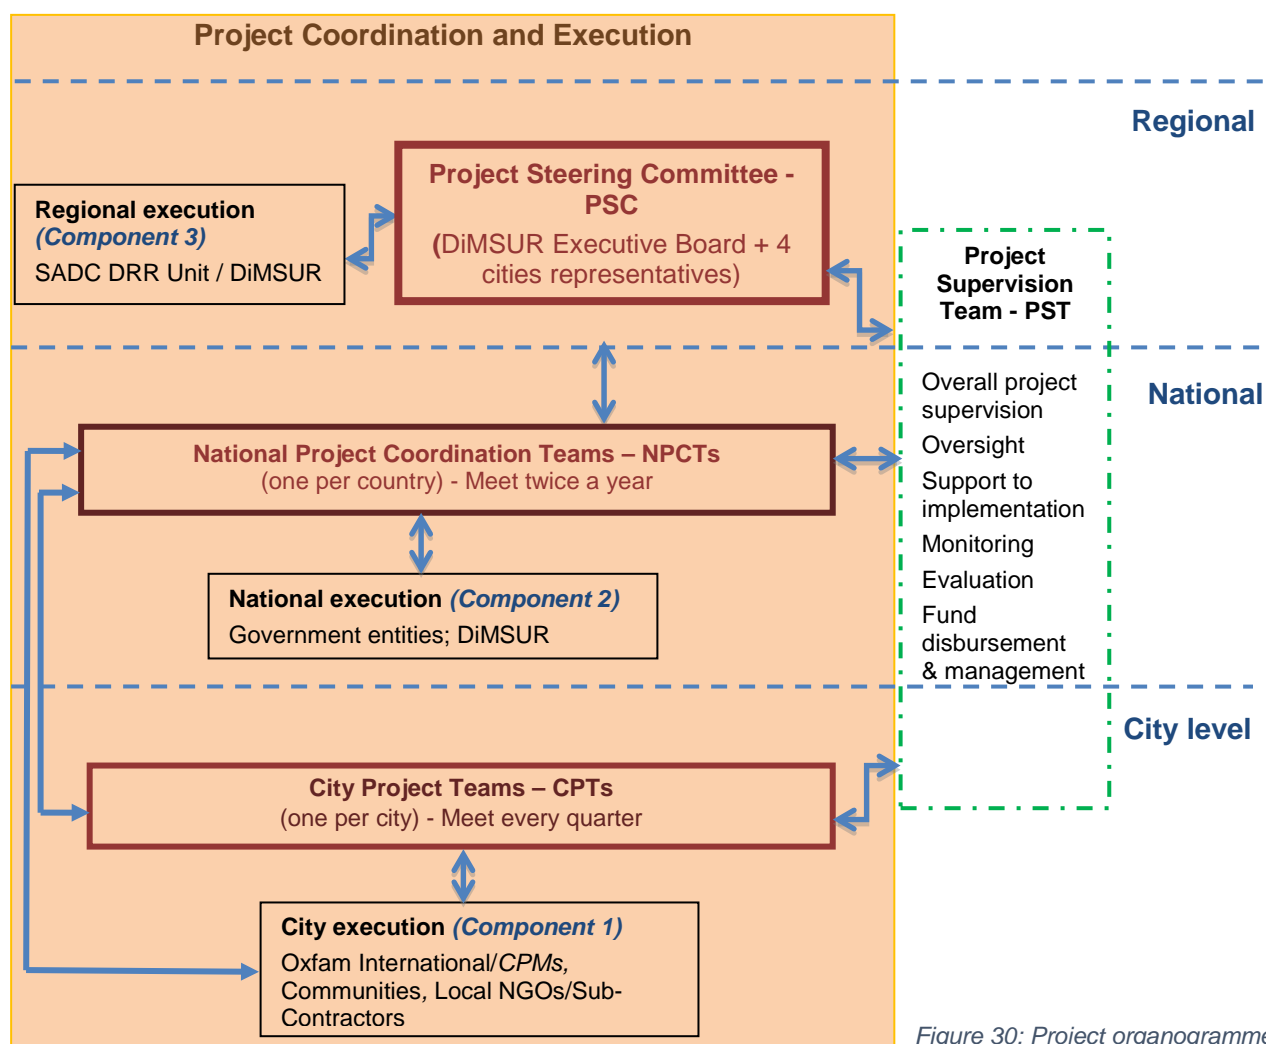 Project Coordination and Execution
Regional
Project Steering Committee -
PSC
(DiMSUR Executive Board + 4
cities representatives)
Regional execution
(Component 3)
SADC DRR Unit / DiMSUR
Project
Supervision
Team - PST
National
Overall project
supervision
Oversight
Support to
implementation
Monitoring
Evaluation
Fund
disbursement
& management
National Project Coordination Teams – NPCTs
(one per country) - Meet twice a year
National execution (Component 2)
Government entities; DiMSUR
City level
City Project Teams – CPTs
(one per city) - Meet every quarter
City execution (Component 1)
Oxfam International/CPMs,
Communities, Local NGOs/Sub-
Contractors
Figure 30: Project organogramme